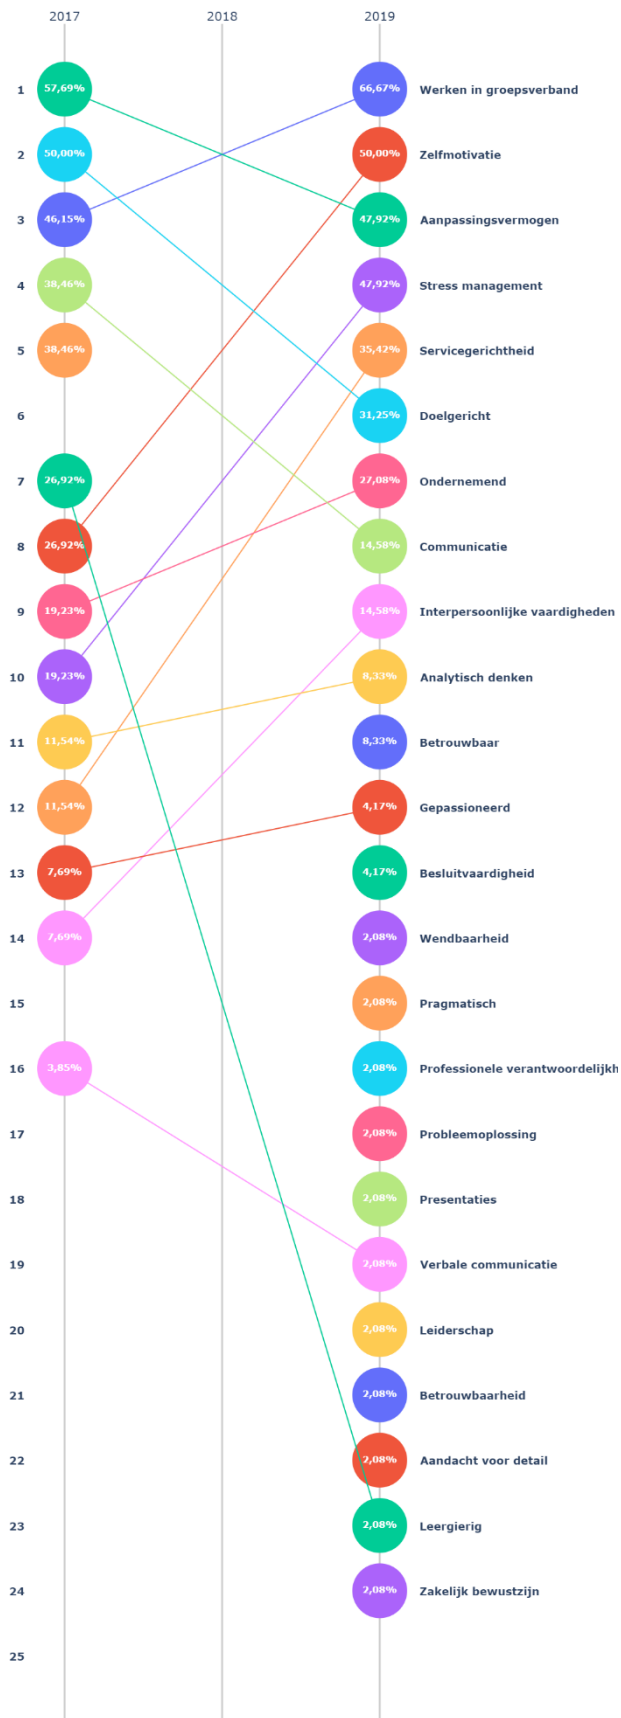 2017 2018 2019
1 57,69% 66,67% Werken in groepsverband
2 50,00% 50,00% Zelfmotivatie
3 46,15% 47,92% Aanpassingsvermogen
4 38,46% 47,92% Stress management
5 38,46% 35,42% Servicegerichtheid
6 31,25% Doelgericht
7 26,92% 27,08% Ondernemend
8 26,92% 14,58% Communicatie
9 19,23% 14,58% Interpersoonlijke vaardigheden
10 19,23% 8,33% Analytisch denken
11 11,54% 8,33% Betrouwbaar
12 11,54% 4,17% Gepassioneerd
13 7,69% 4,17% Besluitvaardigheid
14 7,69% 2,08% Wendbaarheid
15 2,08% Pragmatisch
16 3,85% 2,08% Professionele verantwoordelijkh
17 2,08% Probleemoplossing
18 2,08% Presentaties
19 2,08% Verbale communicatie
20 2,08% Leiderschap
21 2,08% Betrouwbaarheid
22 2,08% Aandacht voor detail
23 2,08% Leergierig
24 2,08% Zakelijk bewustzijn
25